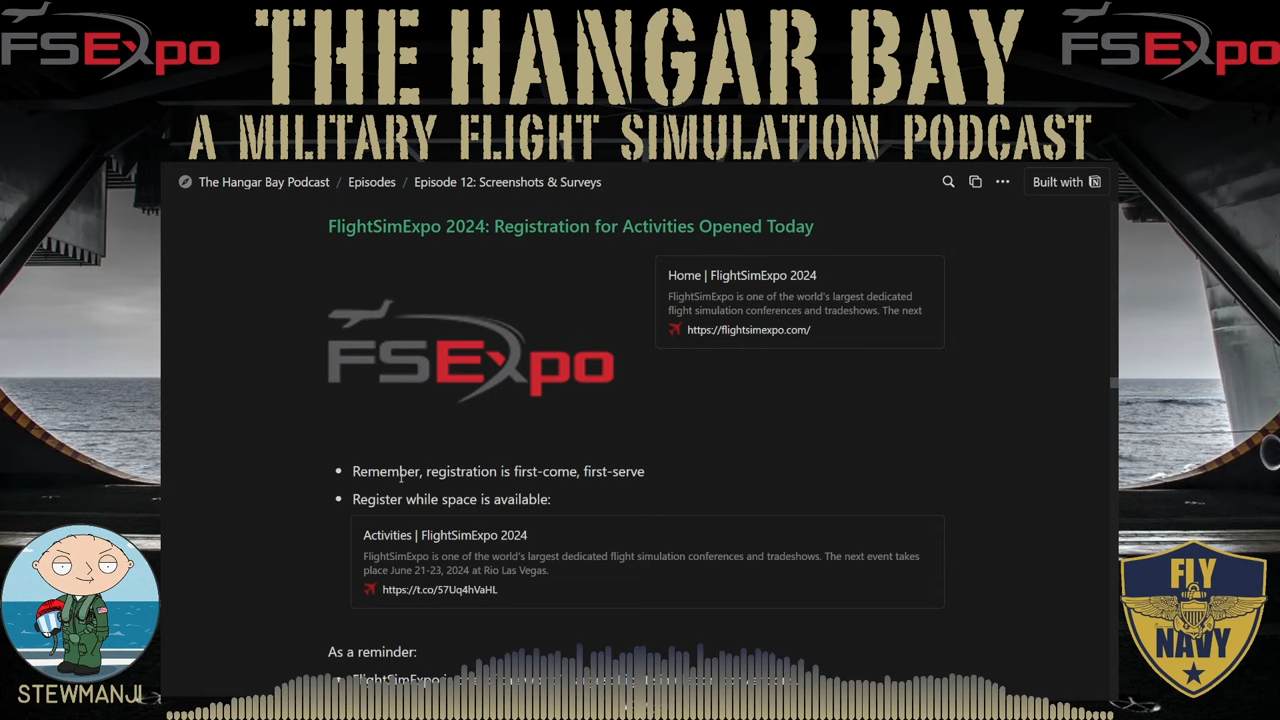 FSExpo
THE HANGAR BAY
FSExpo
A MILITARY FLIGHT SIMULATION PODCAST
The Hangar Bay Podcast / Episodes / Episode 12: Screenshots & Surveys
Built with
FlightSimExpo 2024: Registration for Activities Opened Today
Home | FlightSimExpo 2024
FlightSimExpo is one of the world's largest dedicated
flight simulation conferences and tradeshows. The next
https://flightsimexpo.com/
FSExpo
• Remember, registration is first-come, first-serve
• Register while space is available:
Activities | FlightSimExpo 2024
FlightSimExpo is one of the world's largest dedicated flight simulation conferences and tradeshows. The next event takes
place June 21-23, 2024 at Rio Las Vegas.
https://t.co/57Uq4hVaHL
As a reminder:
FlightSimExpo
STEWMANJI
FLY
NAVY